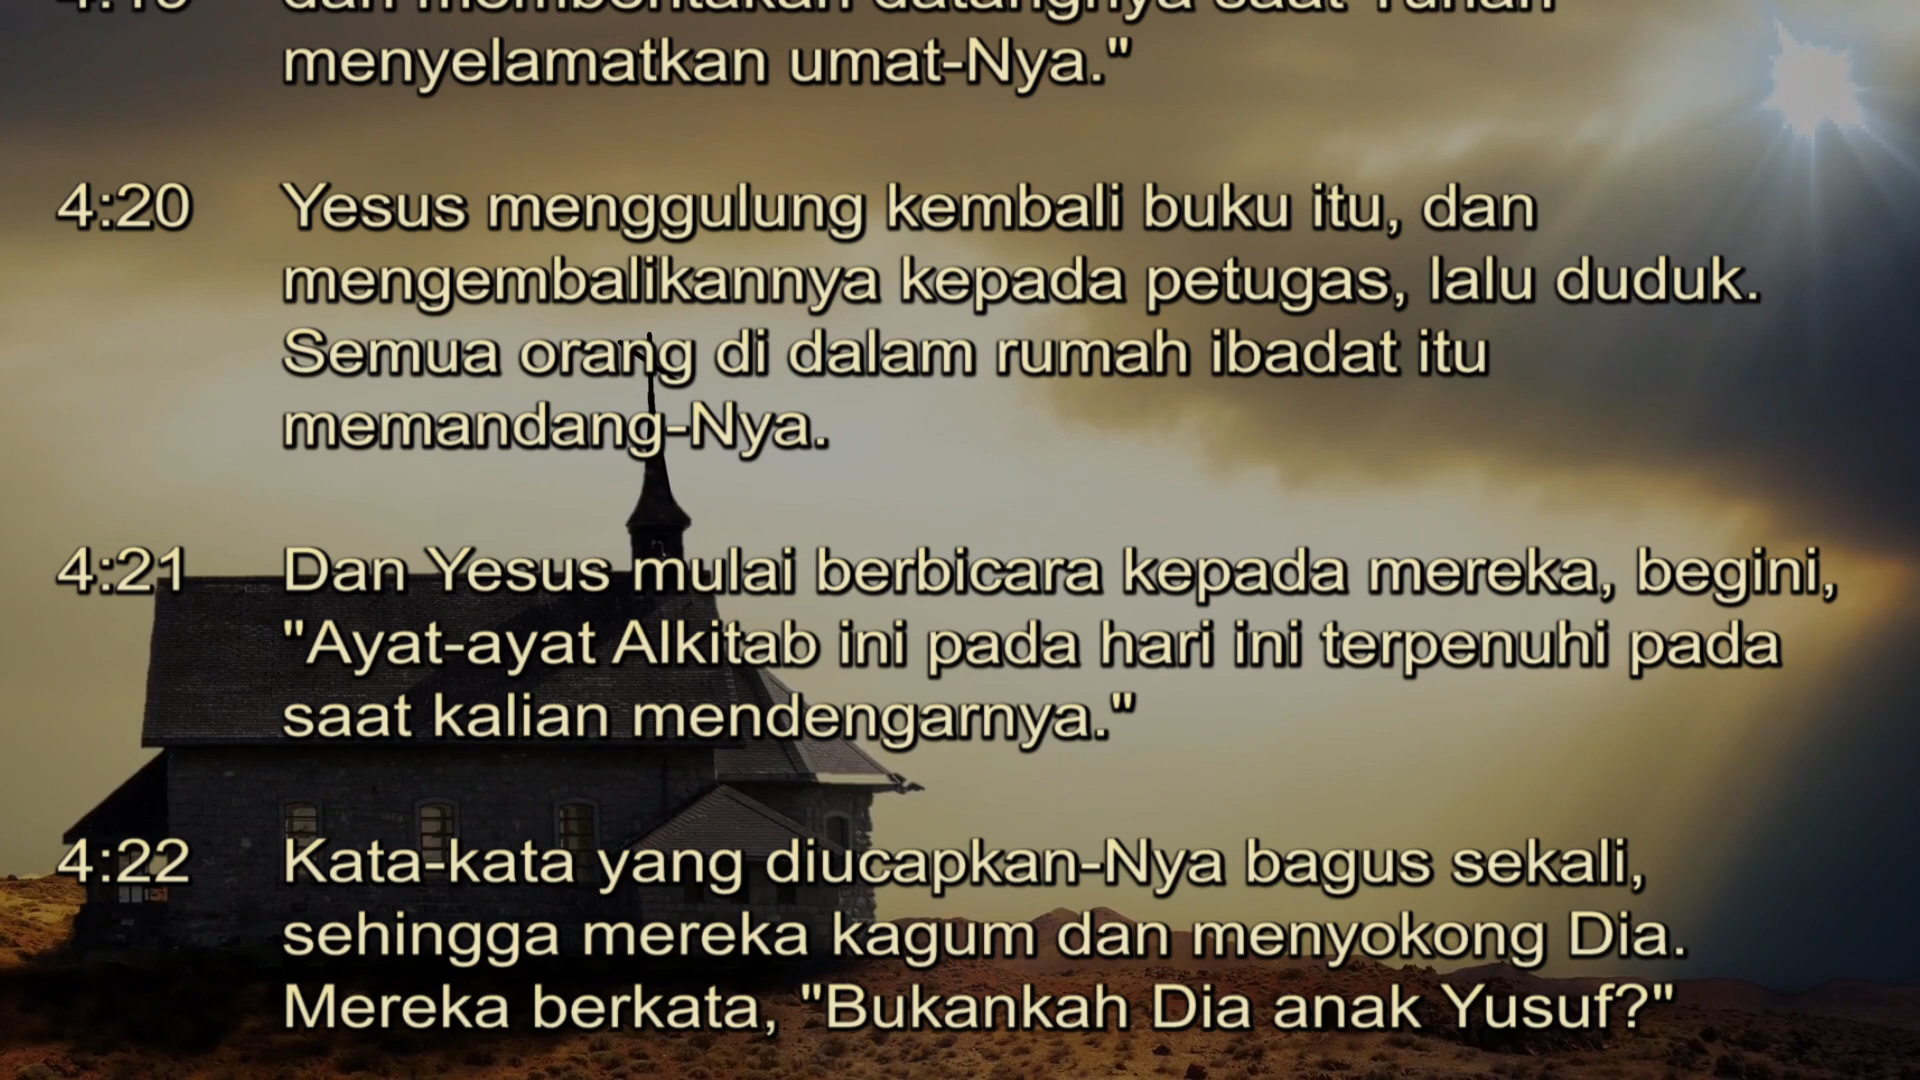 menyelamatkan umat-Nya."
4:20 Yesus menggulung kembali buku itu, dan
mengembalikannya kepada petugas, lalu duduk.
Semua orang di dalam rumah ibadat itu
memandang-Nya.
4:21 Dan Yesus mulai berbicara kepada mereka, begini,
"Ayat-ayat Alkitab ini pada hari ini terpenuhi pada
saat kalian mendengarnya."
4:22 Kata-kata yang diucapkan-Nya bagus sekali,
sehingga mereka kagum dan menyokong Dia.
Mereka berkata, "Bukankah Dia anak Yusuf?"